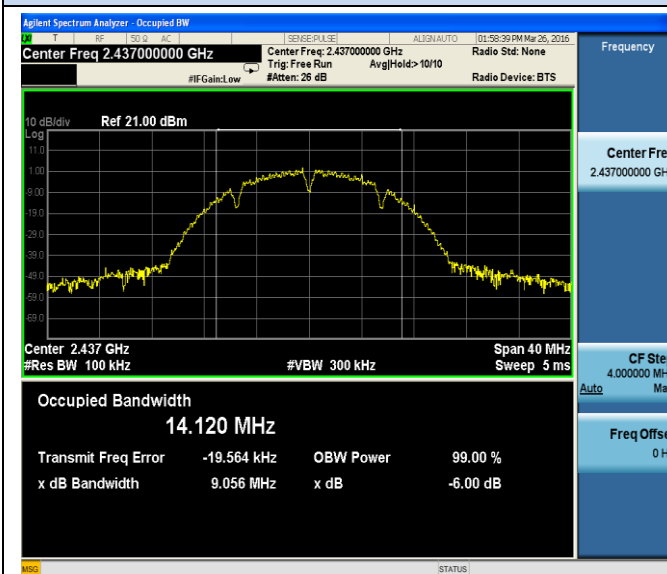 Agilent Spectrum Analyzer - Occupied BW
LXI T RF 50 Ω AC SENSE:PULSE ALIGNAUTO 01:58:39 PM Mar 26, 2016
Center Freq 2.437000000 GHz
Center Freq: 2.437000000 GHz Radio Std: None
Trig: Free Run Avg|Hold:> 10/10
#IFGain:Low #Atten: 26 dB Radio Device: BTS
10 dB/div Ref 21.00 dBm
Log
11.0
1.00
-9.00
-19.0
-29.0
-39.0
-49.0
-59.0
-69.0
Center 2.437 GHz Span 40 MHz
#Res BW 100 kHz #VBW 300 kHz Sweep 5 ms
Occupied Bandwidth
14.120 MHz
Transmit Freq Error -19.564 kHz OBW Power 99.00 %
x dB Bandwidth 9.056 MHz x dB -6.00 dB
MSG STATUS
Frequency
Center Fre
2.437000000 GH
CF Ste
4.000000 MH
Auto Ma
Freq Offse
0 H